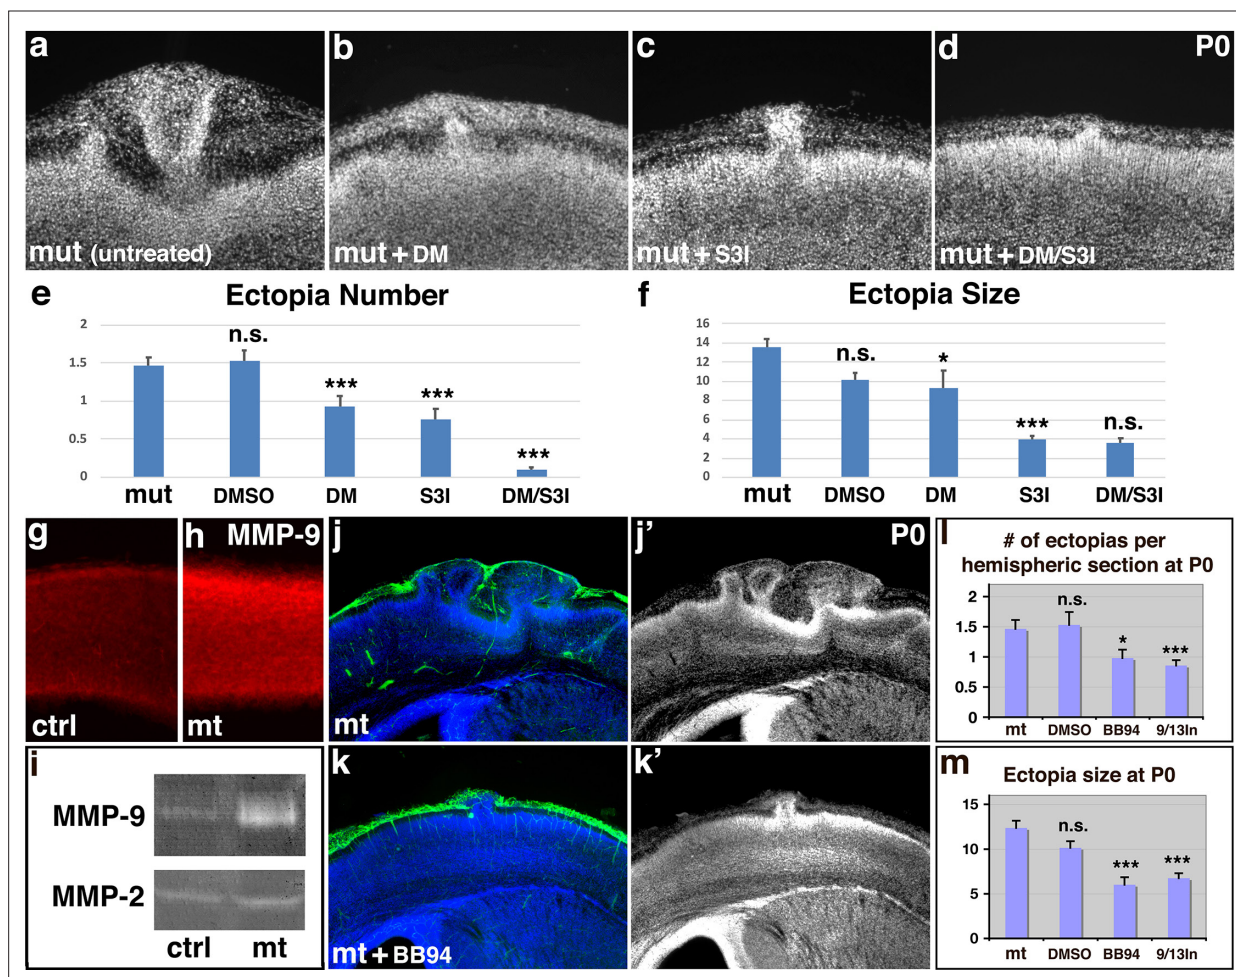 a
mut (untreated)
b
mut + DM
c
mut + S3I
d
P0
mut + DM/S3I
e
Ectopia Number
2
1.5
1
0.5
0
n.s.
***
***
***
mut
DMSO
DM
S3I
DM/S3I
f
Ectopia Size
16
14
12
10
8
6
4
2
0
n.s.
*
***
n.s.
mut
DMSO
DM
S3I
DM/S3I
g
ctrl
h
MMP-9
mt
i
MMP-9
MMP-2
ctrl
mt
j
mt
j’
P0
k
mt + BB94
k’
l
# of ectopias per
hemispheric section at P0
2
1.5
1
0.5
0
n.s.
*
***
mt
DMSO
BB94
9/13In
m
Ectopia size at P0
15
10
5
0
n.s.
***
***
mt
DMSO
BB94
9/13In